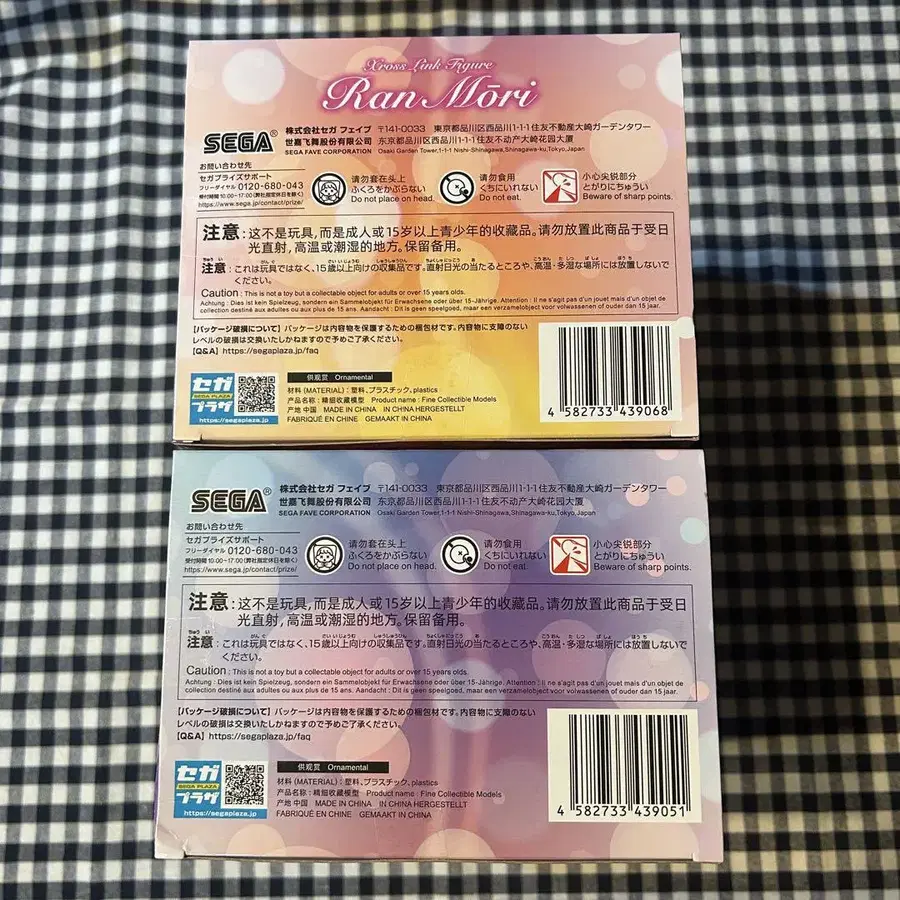 Xross Link Figure
Ran Mōri
SEGA®
株式会社セガ フェイブ 〒141-0033 東京都品川区西品川1-1-1住友不動産大崎ガーデンタワー
世嘉飞舞股份有限公司 东京都品川区西品川1-1-1住友不动产大崎花园大厦
SEGA FAVE CORPORATION Osaki Garden Tower,1-1-1 Nishi-Shinagawa,Shinagawa-ku,Tokyo,Japan
お問い合わせ先
セガプライズサポート
フリーダイヤル 0120-680-043
受付時間 10:00~17:00 (弊社指定休日を除く)
https://www.sega.jp/contact/prize/
请勿套在头上
ふくろをかぶらない
Do not place on head.
请勿食用
くちにいれない
Do not eat.
小心尖锐部分
とがりにちゅうい
Beware of sharp points.
注意:这不是玩具,而是成人或15岁以上青少年的收藏品。请勿放置此商品于受日
光直射,高温或潮湿的地方。保留备用。
注意:これは玩具ではなく、15歳以上向けの収集品です。直射日光の当たるところや、高温・多湿な場所には放置しないで
ください。
Caution : This is not a toy but a collectable object for adults or over 15 years olds.
Achtung : Dies ist kein Spielzeug, sondern ein Sammelobjekt für Erwachsene oder über 15-Jährige. Attention : Il ne s'agit pas d'un jouet mais d'un objet de
collection destiné aux adultes ou aux plus de 15 ans. Aandacht : Dit is geen speelgoed, maar een verzamelobject voor volwassenen of ouder dan 15 jaar.
【パッケージ破損について】パッケージは内容物を保護するための梱包材です。内容物に支障のない
レベルの破損は交換いたしかねますので予めご了承ください。
【Q&A】https://segaplaza.jp/faq
セガ
SEGA PLAZA
プラザ
https://segaplaza.jp
供观赏 Ornamental
材料 (MATERIAL) : 塑料、プラスチック、plastics
产品名称 : 精细收藏模型 Product name : Fine Collectible Models
产地 中国 MADE IN CHINA IN CHINA HERGESTELLT
FABRIQUÉ EN CHINE GEMAAKT IN CHINA
4 582733 439068
SEGA®
株式会社セガ フェイブ 〒141-0033 東京都品川区西品川1-1-1住友不動産大崎ガーデンタワー
世嘉飞舞股份有限公司 东京都品川区西品川1-1-1住友不动产大崎花园大厦
SEGA FAVE CORPORATION Osaki Garden Tower,1-1-1 Nishi-Shinagawa,Shinagawa-ku,Tokyo,Japan
お問い合わせ先
セガプライズサポート
フリーダイヤル 0120-680-043
受付時間 10:00~17:00 (弊社指定休日を除く)
https://www.sega.jp/contact/prize/
请勿套在头上
ふくろをかぶらない
Do not place on head.
请勿食用
くちにいれない
Do not eat.
小心尖锐部分
とがりにちゅうい
Beware of sharp points.
注意:这不是玩具,而是成人或15岁以上青少年的收藏品。请勿放置此商品于受日
光直射,高温或潮湿的地方。保留备用。
注意:これは玩具ではなく、15歳以上向けの収集品です。直射日光の当たるところや、高温・多湿な場所には放置しないで
ください。
Caution : This is not a toy but a collectable object for adults or over 15 years olds.
Achtung : Dies ist kein Spielzeug, sondern ein Sammelobjekt für Erwachsene oder über 15-Jährige. Attention : Il ne s'agit pas d'un jouet mais d'un objet de
collection destiné aux adultes ou aux plus de 15 ans. Aandacht : Dit is geen speelgoed, maar een verzamelobject voor volwassenen of ouder dan 15 jaar.
【パッケージ破損について】パッケージは内容物を保護するための梱包材です。内容物に支障のない
レベルの破損は交換いたしかねますので予めご了承ください。
【Q&A】https://segaplaza.jp/faq
セガ
SEGA PLAZA
プラザ
https://segaplaza.jp
供观赏 Ornamental
材料 (MATERIAL) : 塑料、プラスチック、plastics
产品名称 : 精细收藏模型 Product name : Fine Collectible Models
产地 中国 MADE IN CHINA IN CHINA HERGESTELLT
FABRIQUÉ EN CHINE GEMAAKT IN CHINA
4 582733 439051